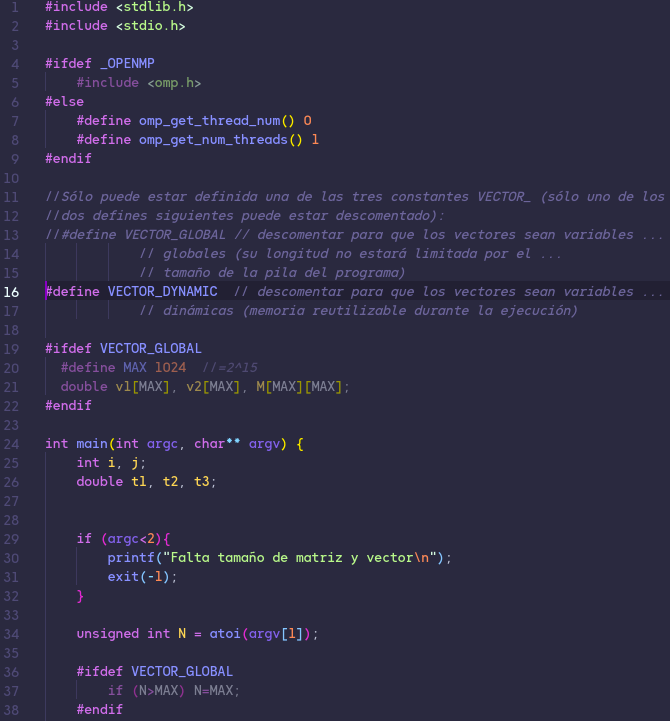 1 #include <stdlib.h>
2 #include <stdio.h>
3
4 #ifdef _OPENMP
5     #include <omp.h>
6 #else
7     #define omp_get_thread_num() 0
8     #define omp_get_num_threads() 1
9 #endif
10
11 //Sólo puede estar definida una de las tres constantes VECTOR_ (sólo uno de los
12 //dos defines siguientes puede estar descomentado):
13 //#define VECTOR_GLOBAL // descomentar para que los vectores sean variables ...
14             // globales (su longitud no estará limitada por el ...
15             // tamaño de la pila del programa)
16 #define VECTOR_DYNAMIC  // descomentar para que los vectores sean variables ...
17             // dinámicas (memoria reutilizable durante la ejecución)
18
19 #ifdef VECTOR_GLOBAL
20   #define MAX 1024  //=2^15
21   double v1[MAX], v2[MAX], M[MAX][MAX];
22 #endif
23
24 int main(int argc, char** argv) {
25     int i, j;
26     double t1, t2, t3;
27
28
29     if (argc<2){
30         printf("Falta tamaño de matriz y vector\n");
31         exit(-1);
32     }
33
34     unsigned int N = atoi(argv[1]);
35
36     #ifdef VECTOR_GLOBAL
37         if (N>MAX) N=MAX;
38     #endif